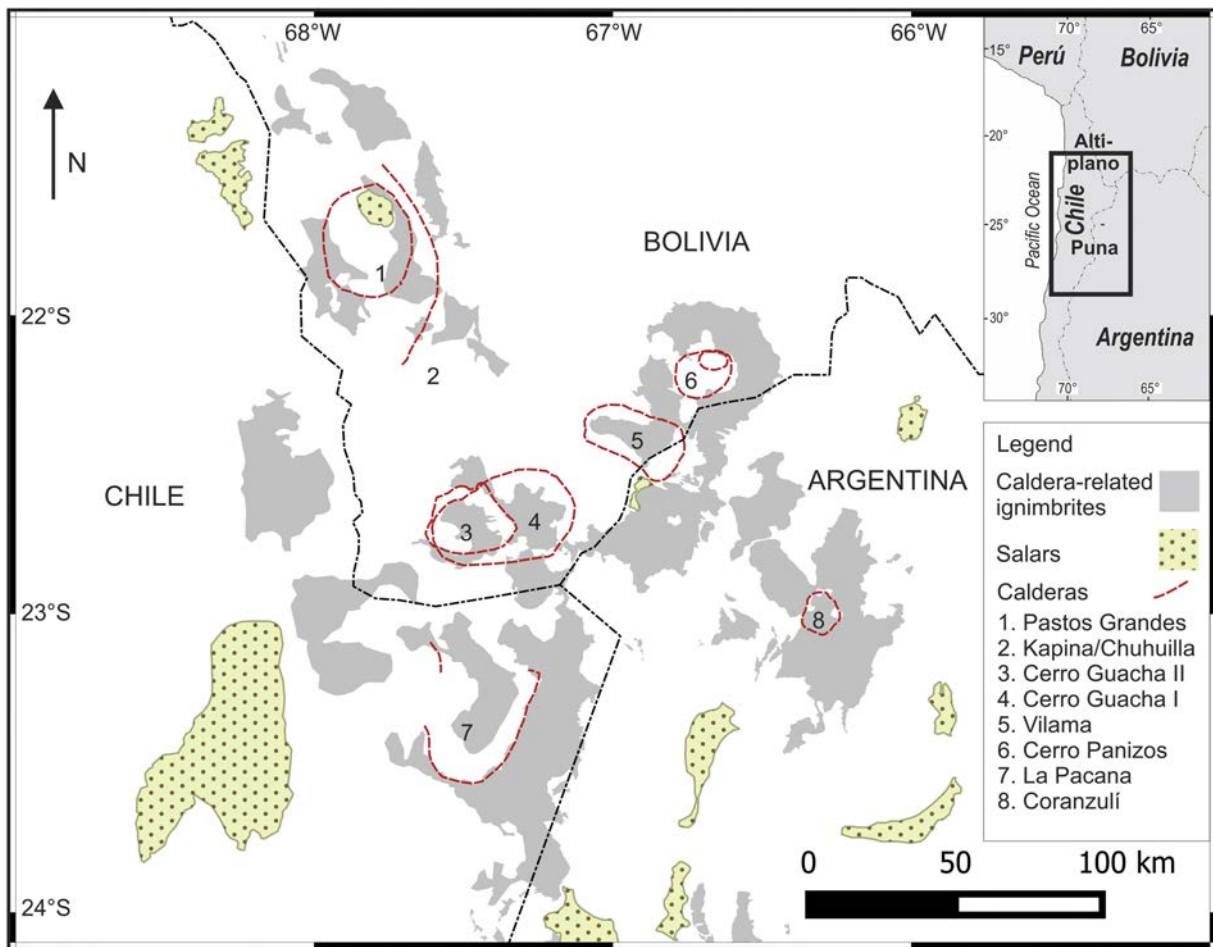 68°W
67°W
66°W
N
22°S
23°S
24°S
BOLIVIA
CHILE
ARGENTINA
1
2
3
4
5
6
7
8
70°
65°
15°
Perú
Bolivia
20°
Alti-
plano
Pacific Ocean
Chile
25°
Puna
30°
Argentina
70°
65°
Legend
Caldera-related
ignimbrites
Salars
Calderas
1. Pastos Grandes
2. Kapina/Chuhuilla
3. Cerro Guacha II
4. Cerro Guacha I
5. Vilama
6. Cerro Panizos
7. La Pacana
8. Coranzulí
0 50 100 km